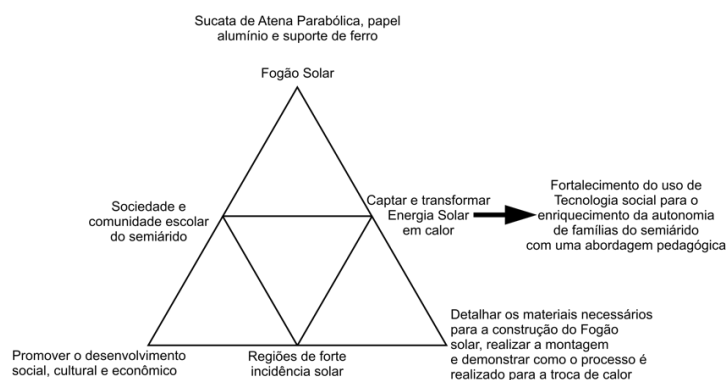 Sucata de Atena Parabólica, papel
alumínio e suporte de ferro
Fogão Solar
Sociedade e
comunidade escolar
do semiárido
Captar e transformar
Energia Solar
em calor
Fortalecimento do uso de
Tecnologia social para o
enriquecimento da autonomia
de famílias do semiárido
com uma abordagem pedagógica
Promover o desenvolvimento
social, cultural e econômico
Regiões de forte
incidência solar
Detalhar os materiais necessários
para a construção do Fogão
solar, realizar a montagem
e demonstrar como o processo é
realizado para a troca de calor